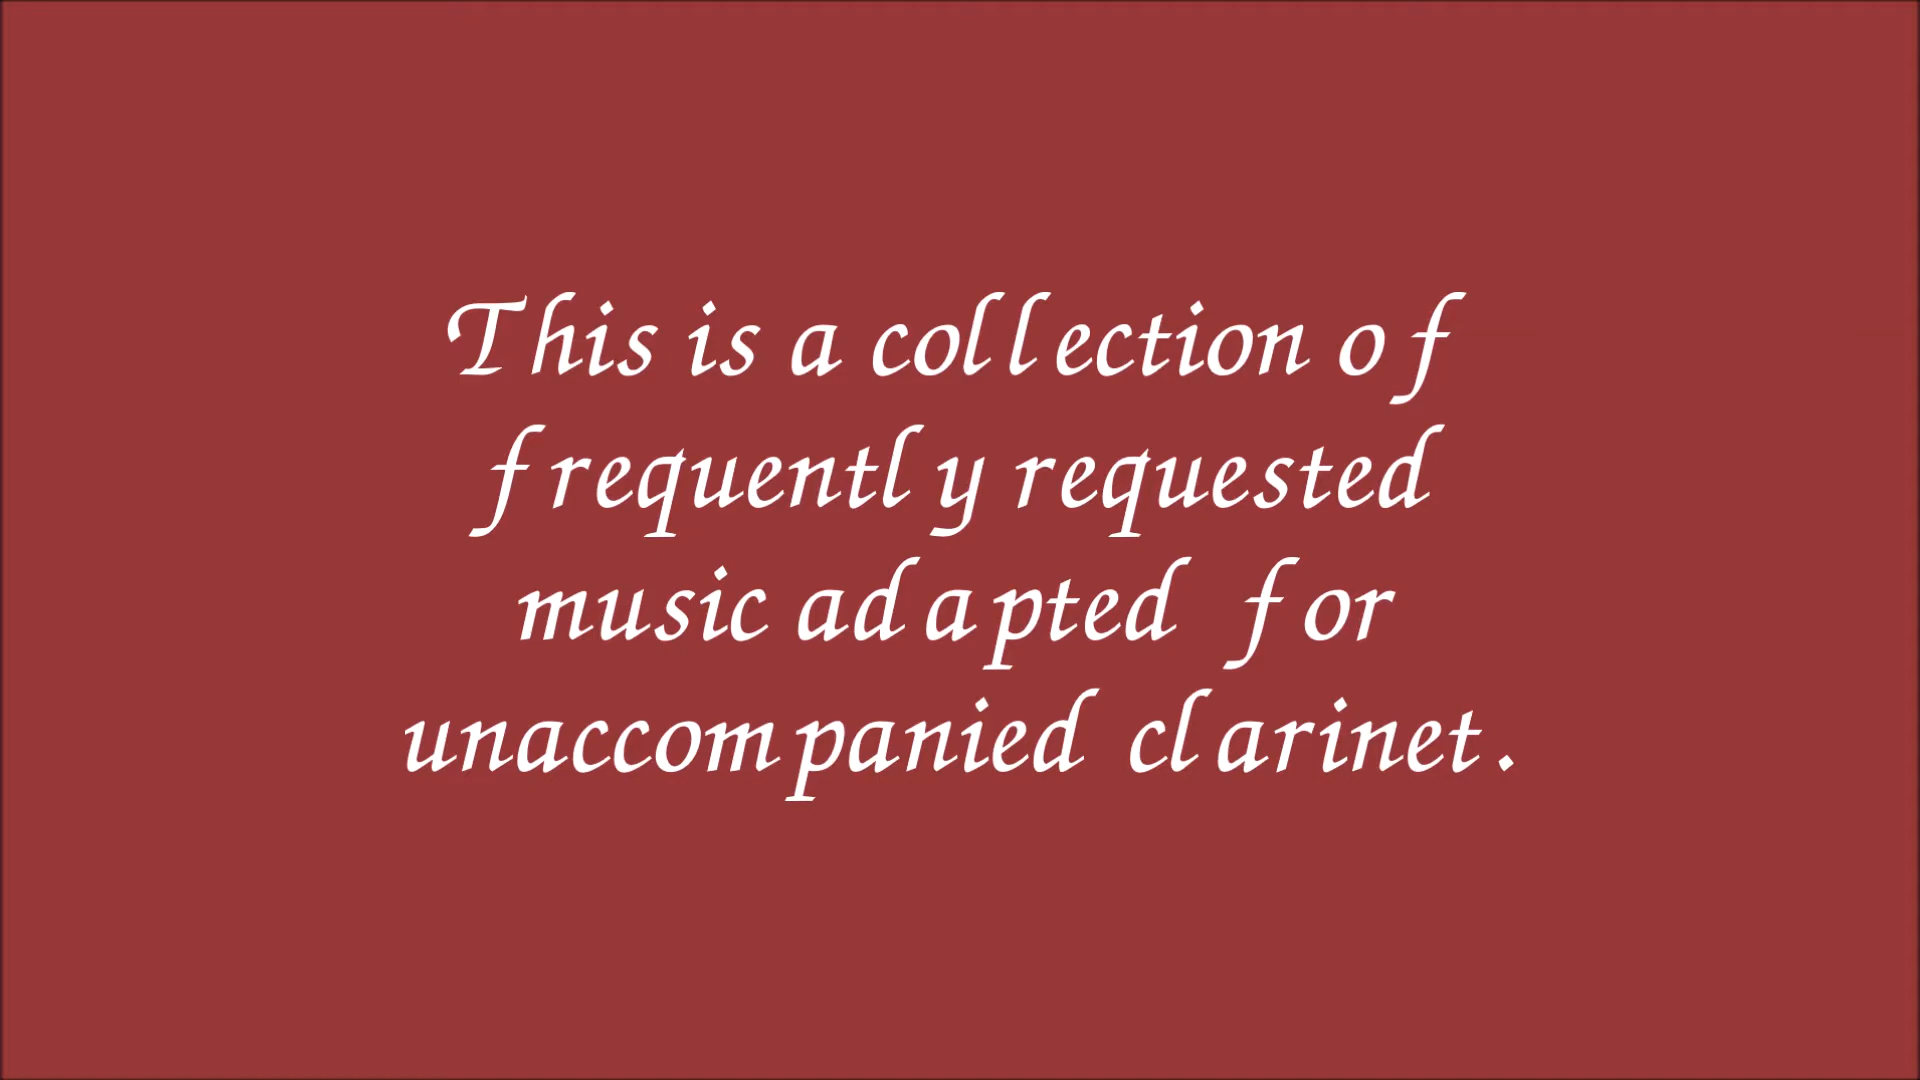 This is a collection of
frequently requested
music adapted for
unaccompanied clarinet.